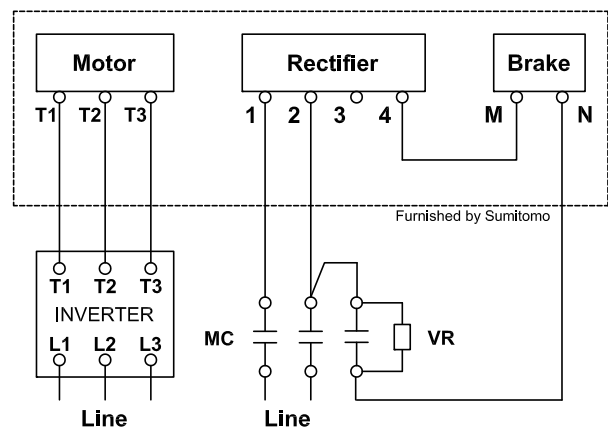 Motor Rectifier Brake
T1 T2 T3 1 2 3 4 M N
Furnished by Sumitomo
T1 T2 T3
INVERTER
MC VR
L1 L2 L3
Line Line